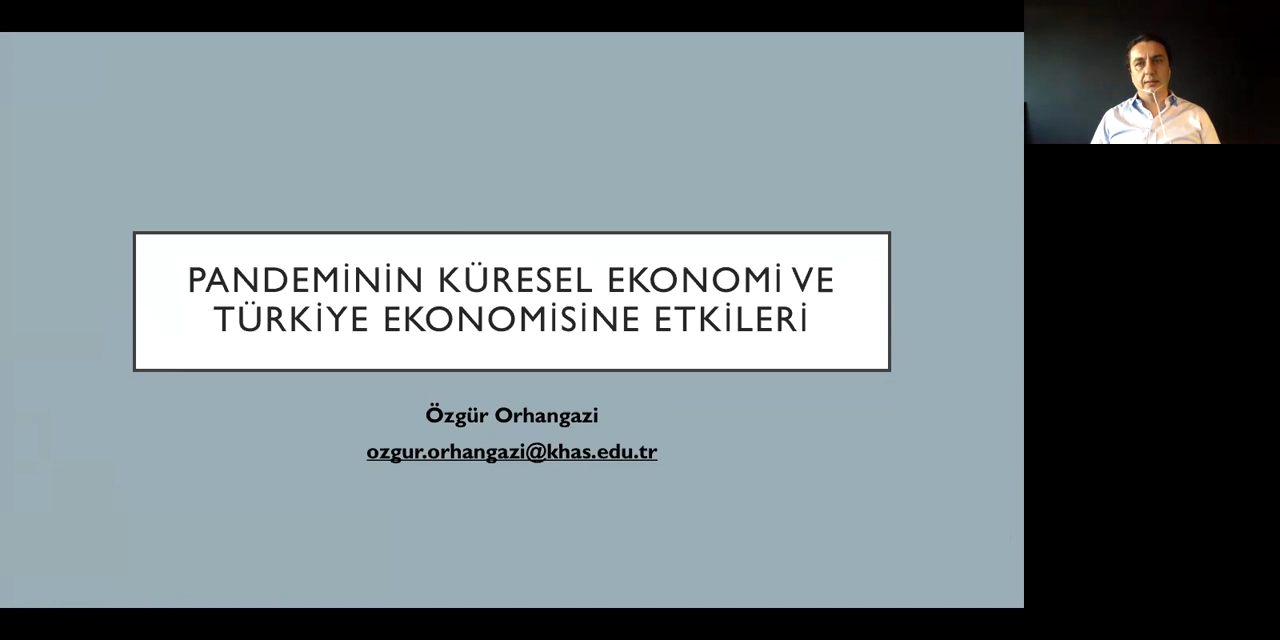 PANDEMİNİN KÜRESEL EKONOMİ VE
TÜRKİYE EKONOMİSİNE ETKİLERİ
Özgür Orhangazi
ozgur.orhangazi@khas.edu.tr